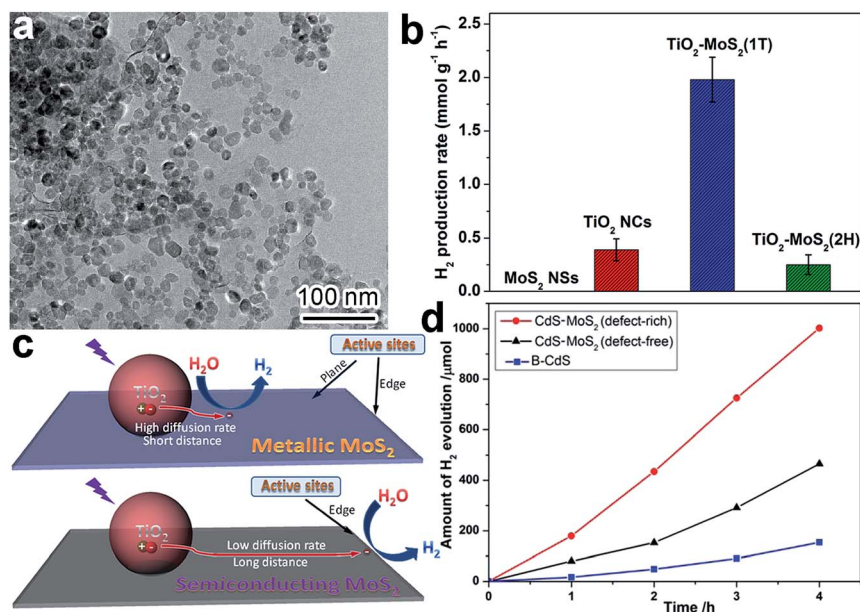 a
100 nm
b
H₂ production rate (mmol g⁻¹ h⁻¹)
2.0
1.5
1.0
0.5
0.0
MoS₂ NSs
TiO₂ NCs
TiO₂-MoS₂(1T)
TiO₂-MoS₂(2H)
c
Active sites
H₂O
H₂
Plane
Edge
TiO₂
+ -
-
High diffusion rate
Short distance
Metallic MoS₂
Active sites
Edge
H₂O
H₂
TiO₂
+ -
-
Low diffusion rate
Long distance
Semiconducting MoS₂
d
CdS-MoS₂ (defect-rich)
CdS-MoS₂ (defect-free)
B-CdS
Amount of H₂ evolution /μmol
1000
800
600
400
200
0
0 1 2 3 4
Time /h